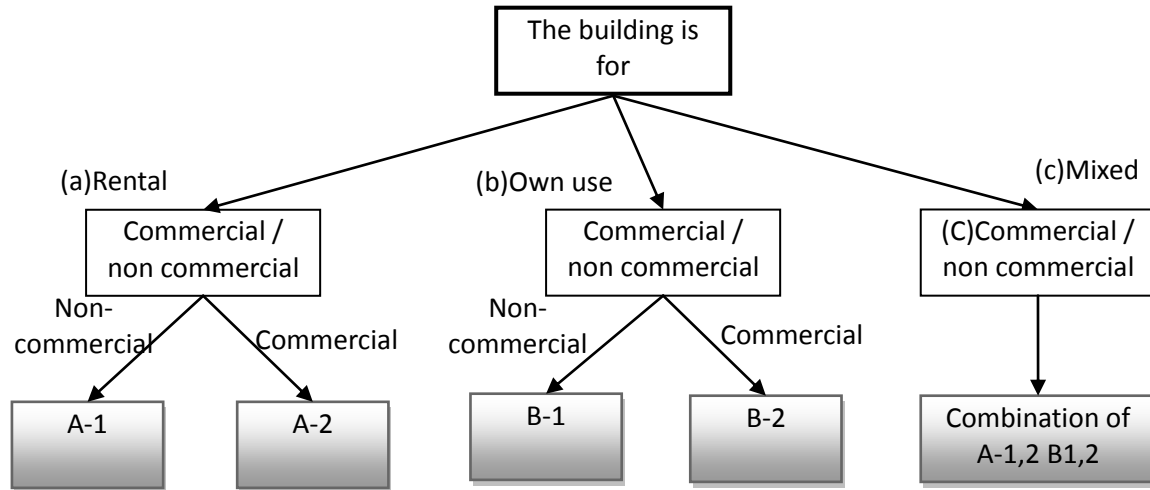 The building is
for
(a)Rental
(b)Own use
(c)Mixed
Commercial /
non commercial
Commercial /
non commercial
(C)Commercial /
non commercial
Non-
commercial
Commercial
Non-
commercial
Commercial
A-1
A-2
B-1
B-2
Combination of
A-1,2 B1,2